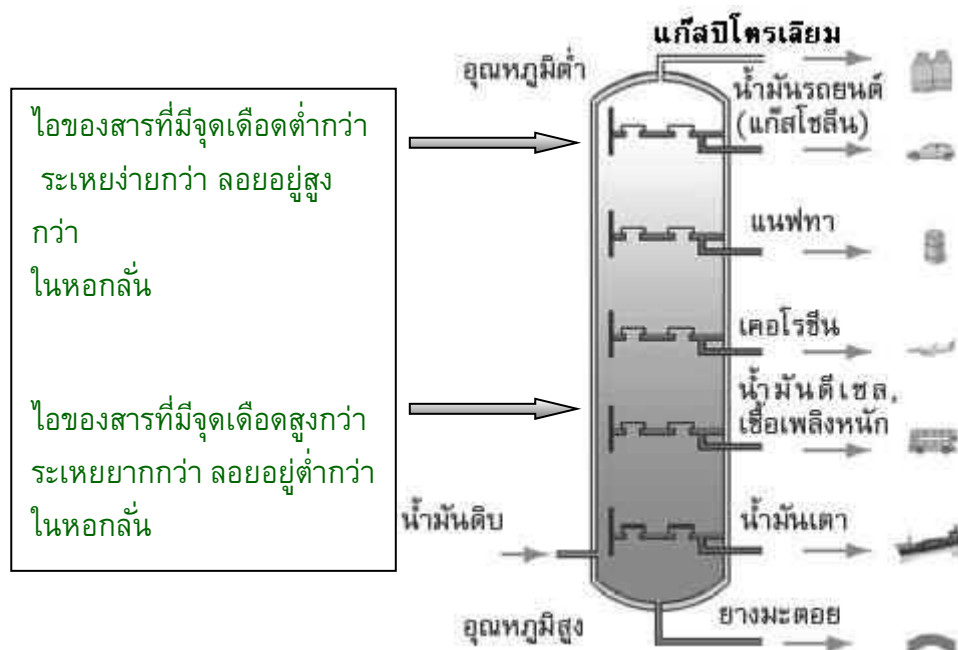 แก๊สปิโตรเลียม
อุณหภูมิต่ำ
น้ำมันรถยนต์
(แก๊สโซลีน)
ไอของสารที่มีจุดเดือดต่ำกว่า
ระเหยง่ายกว่า ลอยอยู่สูง
กว่า
ในหอกลั่น
แนฟทา
เคอโรซีน
น้ำมันดีเซล,
เชื้อเพลิงหนัก
ไอของสารที่มีจุดเดือดสูงกว่า
ระเหยยากกว่า ลอยอยู่ต่ำกว่า
ในหอกลั่น
น้ำมันดิบ
น้ำมันเตา
อุณหภูมิสูง
ยางมะตอย